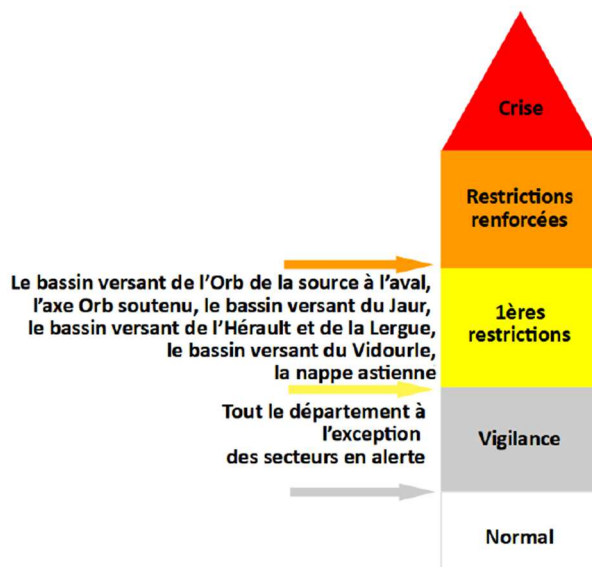 Crise
Restrictions
renforcées
Le bassin versant de l'Orb de la source à l'aval,
l'axe Orb soutenu, le bassin versant du Jaur,
le bassin versant de l'Hérault et de la Lergue,
le bassin versant du Vidourle,
la nappe astienne
1ères
restrictions
Tout le département à
l'exception
des secteurs en alerte
Vigilance
Normal